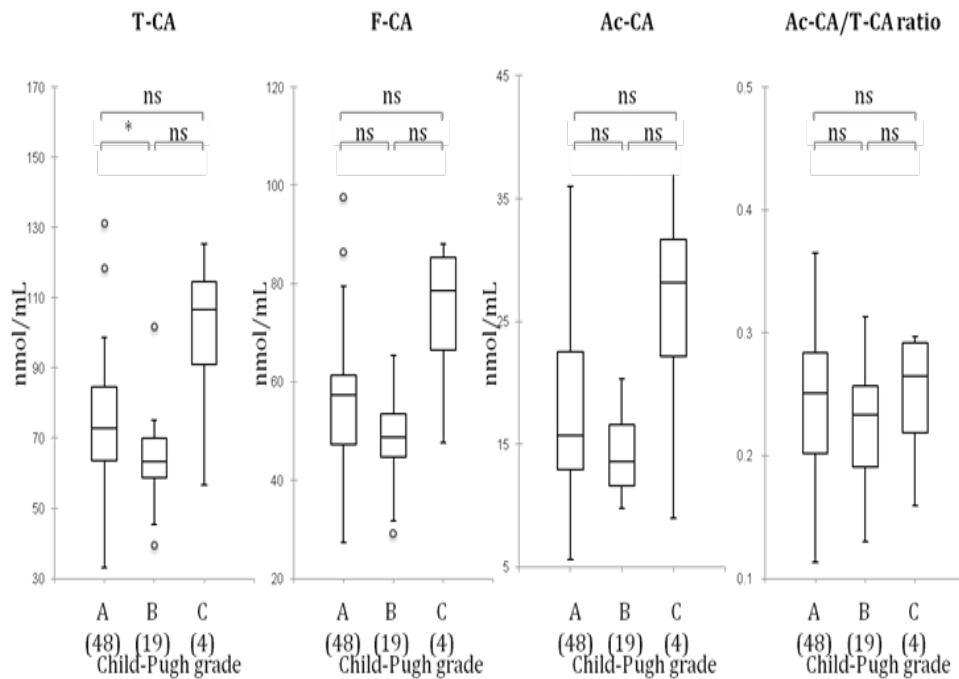 T-CA
F-CA
Ac-CA
Ac-CA/T-CA ratio
170
150
130
110
90
70
50
30
nmol/mL
ns
*
ns
A
B
C
(48)
(19)
(4)
Child-Pugh grade
120
100
80
60
40
20
nmol/mL
ns
ns
ns
A
B
C
(48)
(19)
(4)
Child-Pugh grade
45
35
25
15
5
nmol/mL
ns
ns
ns
A
B
C
(48)
(19)
(4)
Child-Pugh grade
0.5
0.4
0.3
0.2
0.1
ns
ns
ns
A
B
C
(48)
(19)
(4)
Child-Pugh grade